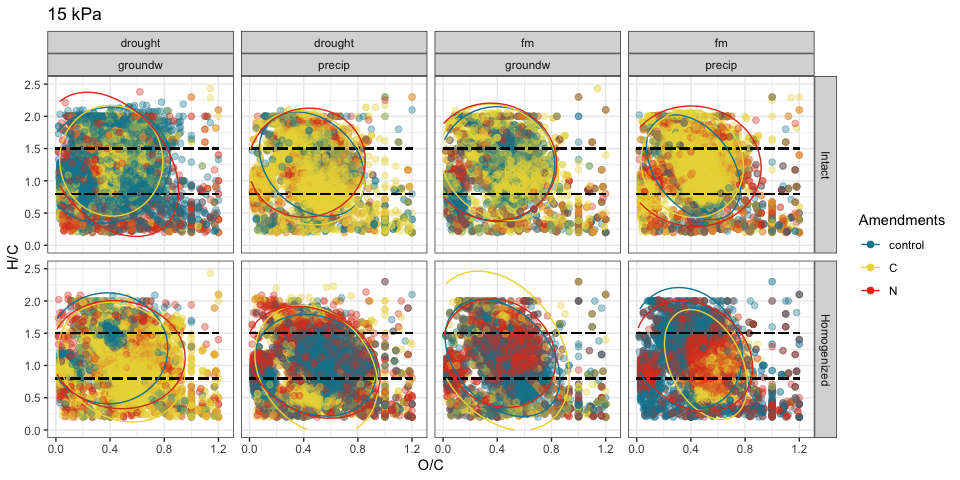 15 kPa
drought drought fm fm
groundw precip groundw precip
2.5
2.0
1.5
1.0
0.5
0.0
Intact
H/C
2.5
2.0
1.5
1.0
0.5
0.0
Homogenized
0.0 0.4 0.8 1.2 0.0 0.4 0.8 1.2 0.0 0.4 0.8 1.2 0.0 0.4 0.8 1.2
O/C
Amendments
control
C
N